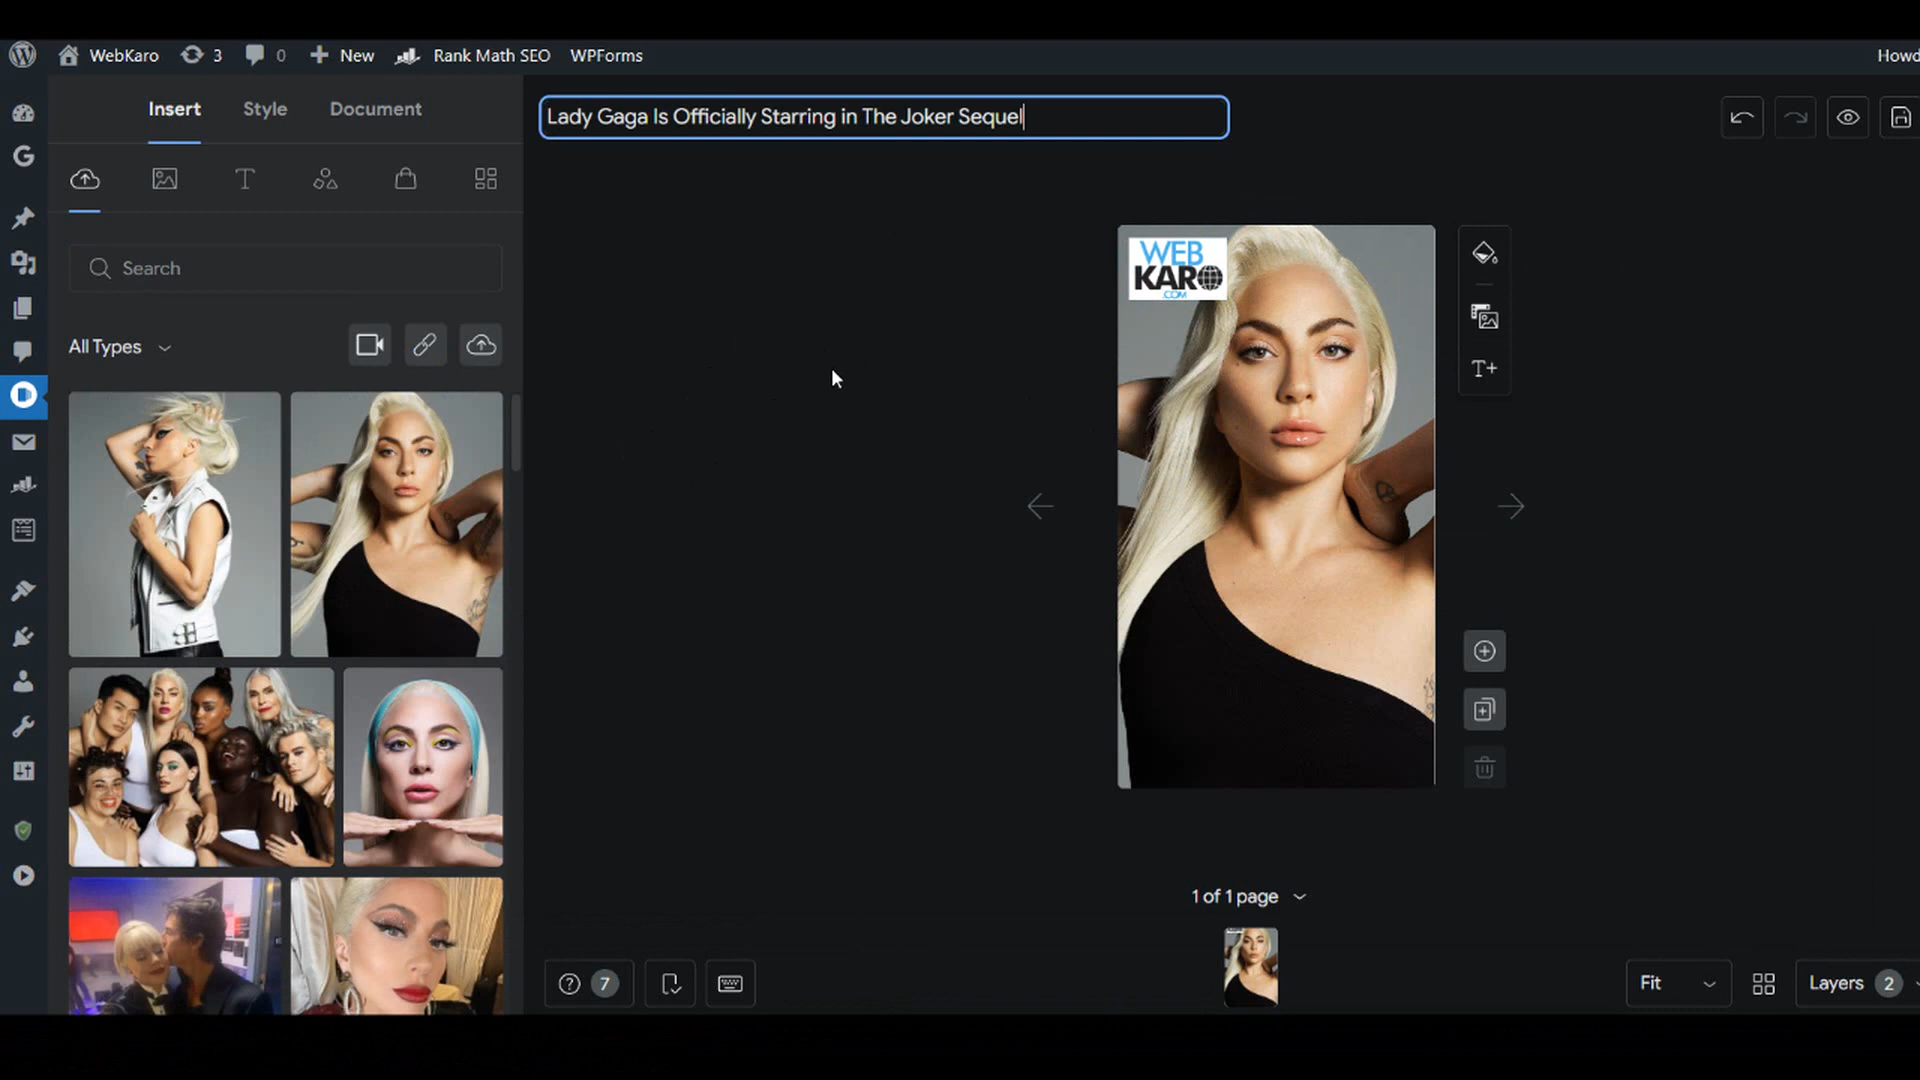 WebKaro 3 0 New Rank Math SEO WPForms Howd
Insert Style Document
Lady Gaga Is Officially Starring in The Joker Sequel
Search
All Types
WEB
KARO
.COM
T+
1 of 1 page
? 7
Fit
Layers 2